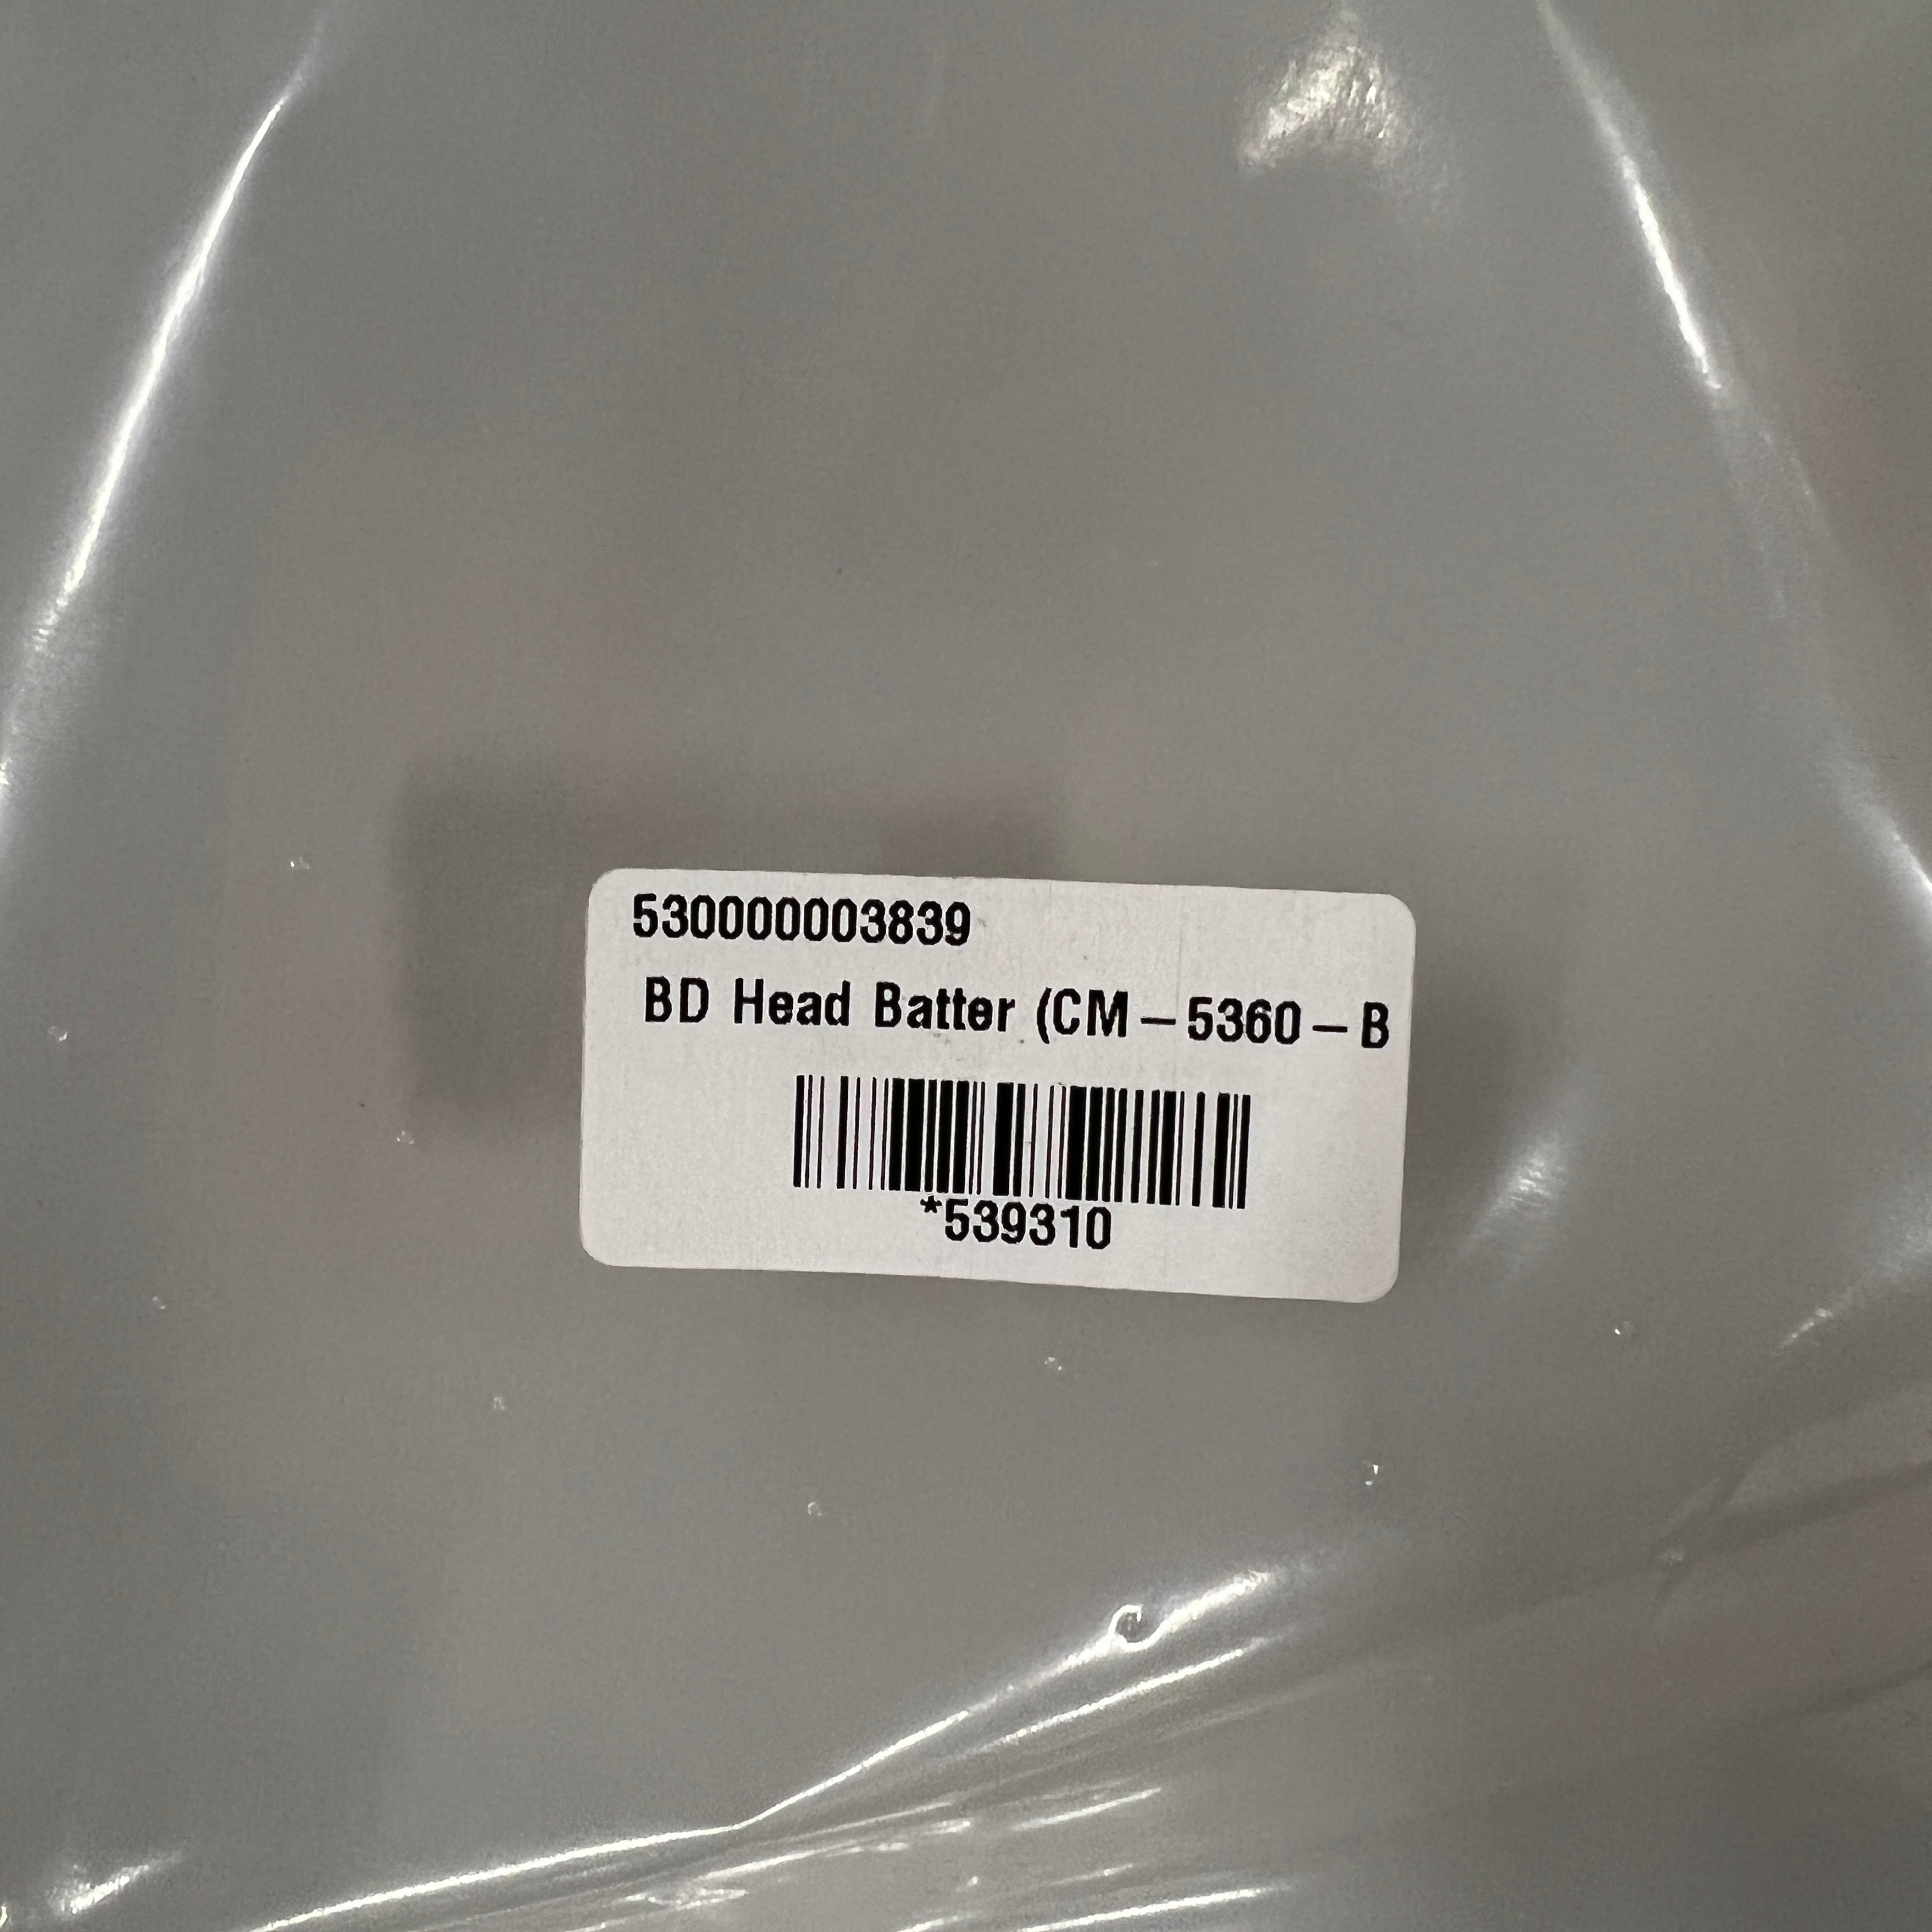 530000003839
BD Head Batter (CM-5360-B
*539310